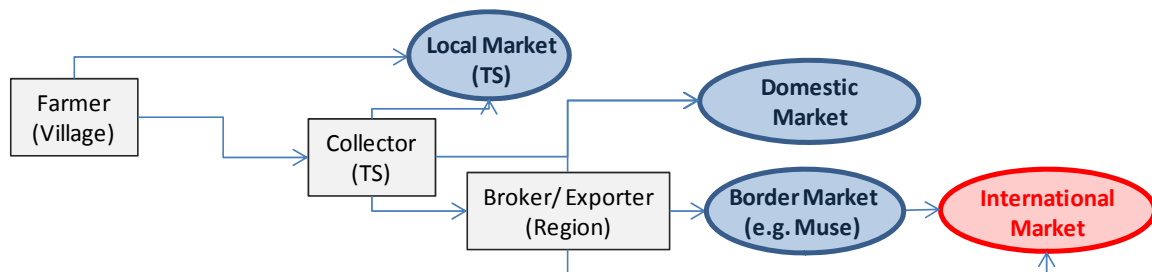 Local Market
(TS)
Farmer
(Village)
Domestic
Market
Collector
(TS)
Broker/ Exporter
(Region)
Border Market
(e.g. Muse)
International
Market